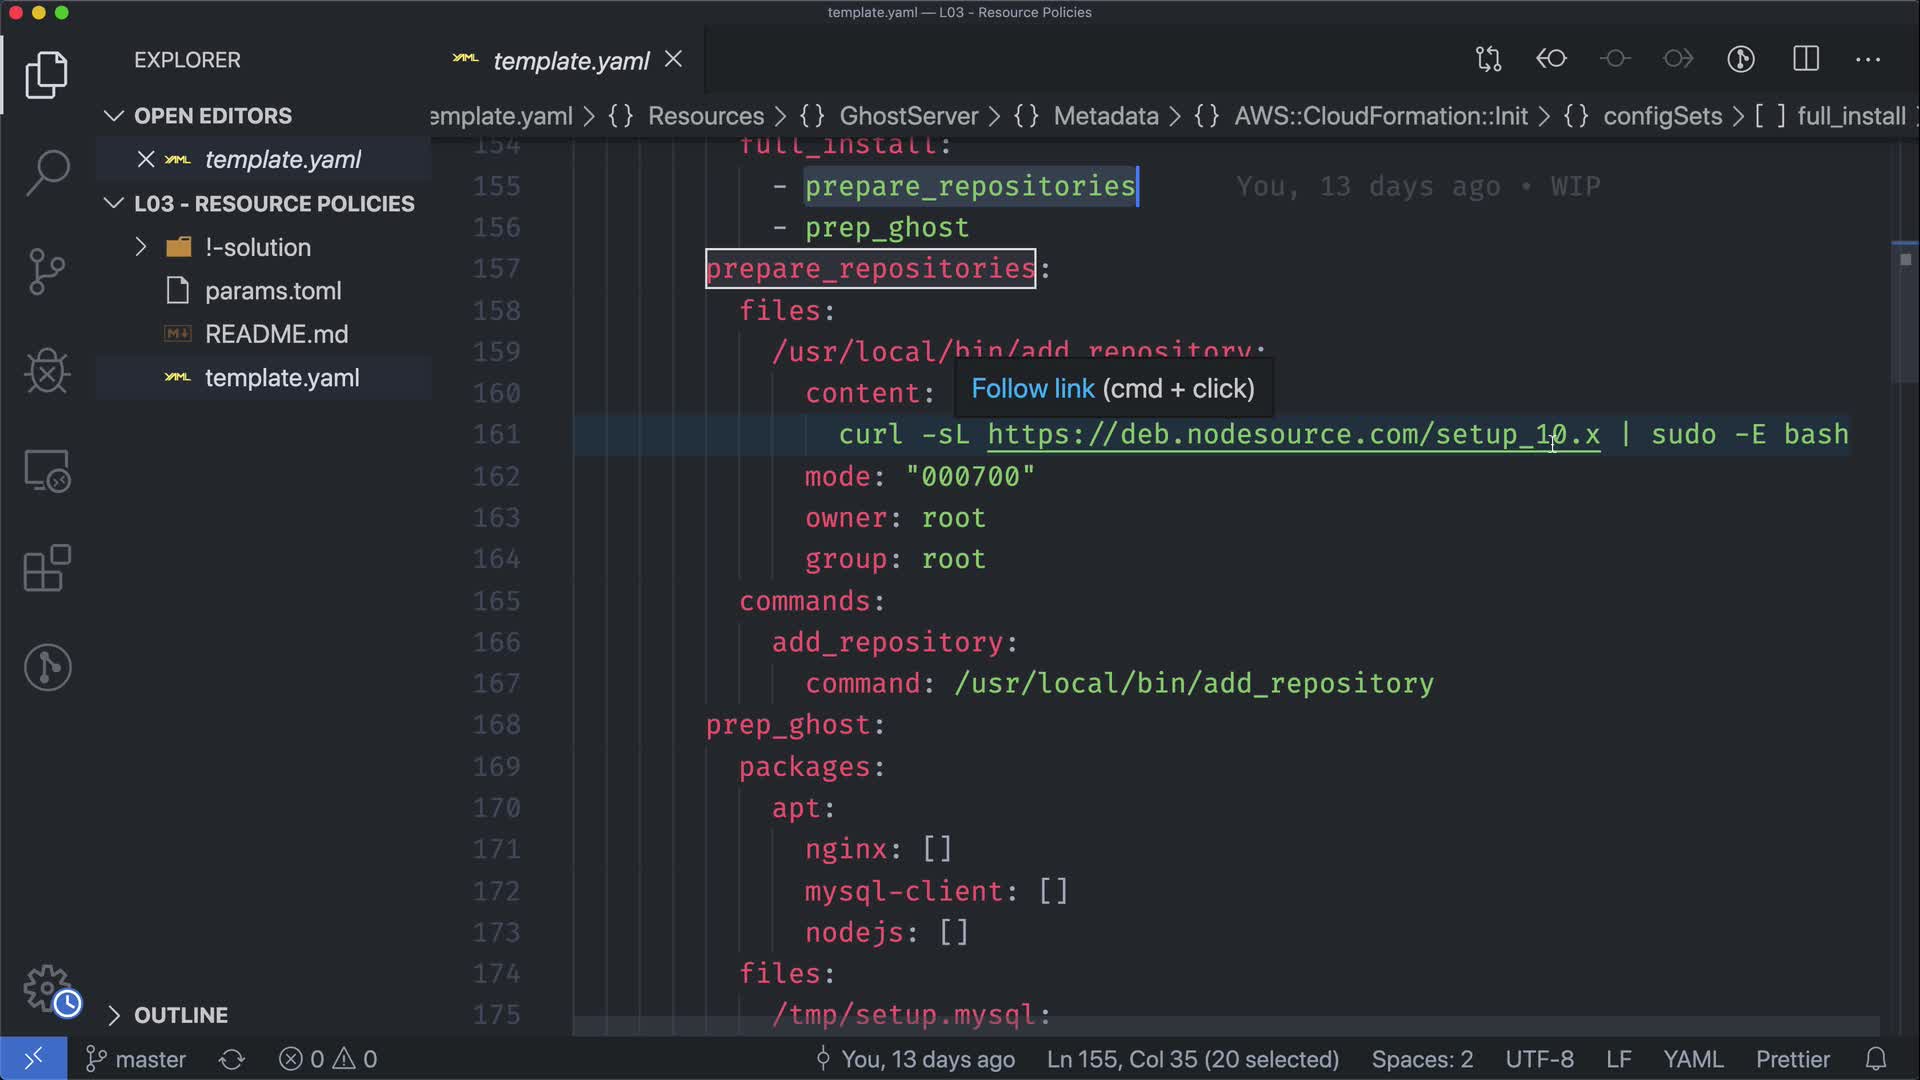 template.yaml — L03 - Resource Policies
EXPLORER
template.yaml
OPEN EDITORS
template.yaml
L03 - RESOURCE POLICIES
!-solution
params.toml
README.md
template.yaml
OUTLINE
emplate.yaml > {} Resources > {} GhostServer > {} Metadata > {} AWS::CloudFormation::Init > {} configSets > [ ] full_install
154 full_install:
155 - prepare_repositories You, 13 days ago • WIP
156 - prep_ghost
157 prepare_repositories:
158 files:
159 /usr/local/bin/add_repository:
160 content:
Follow link (cmd + click)
161 curl -sL https://deb.nodesource.com/setup_10.x | sudo -E bash
162 mode: "000700"
163 owner: root
164 group: root
165 commands:
166 add_repository:
167 command: /usr/local/bin/add_repository
168 prep_ghost:
169 packages:
170 apt:
171 nginx: []
172 mysql-client: []
173 nodejs: []
174 files:
175 /tmp/setup.mysql:
master 0 0 You, 13 days ago Ln 155, Col 35 (20 selected) Spaces: 2 UTF-8 LF YAML Prettier